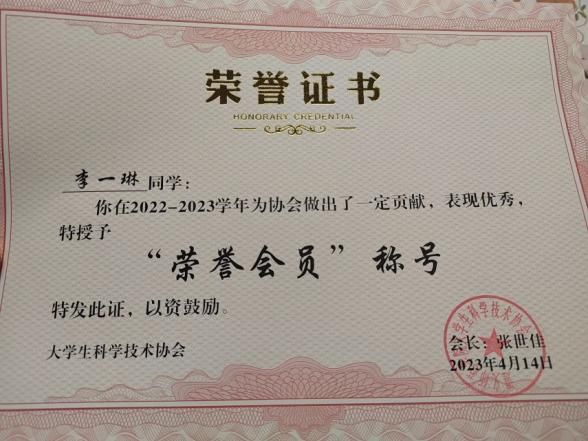 荣誉证书
HONORARY CREDENTIAL
李一琳 同学:
你在2022-2023学年为协会做出了一定贡献,表现优秀,
特授予
“荣誉会员”称号
特发此证,以资鼓励。
大学生科学技术协会
会长:张世佳
2023年4月14日